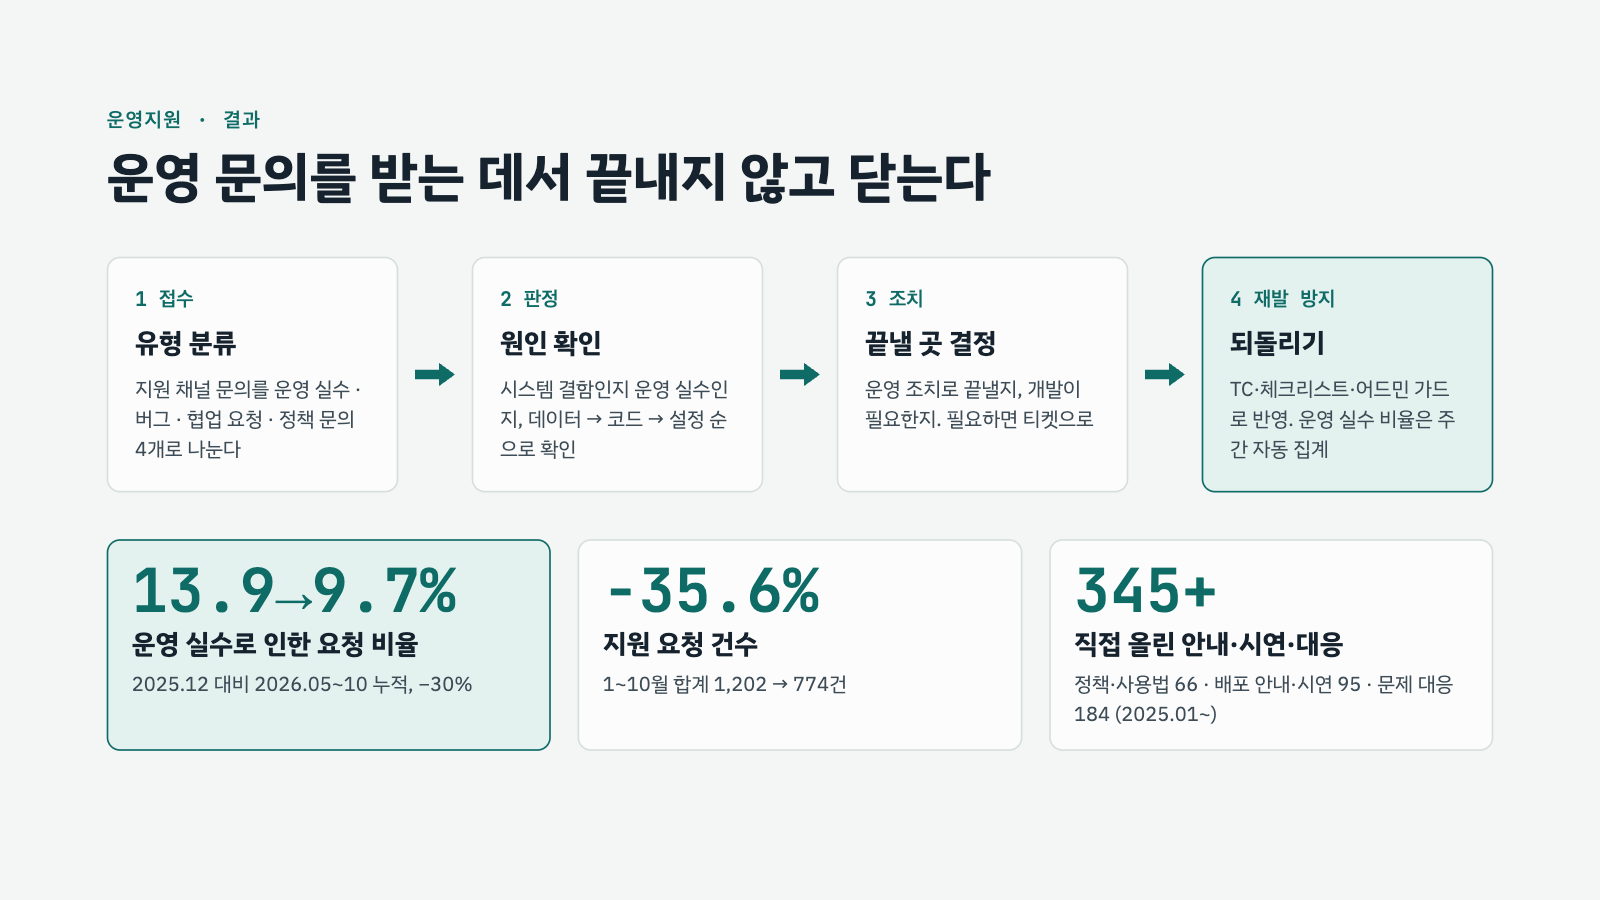 운영지원 · 결과
운영 문의를 받는 데서 끝내지 않고 닫는다
1 접수
유형 분류
지원 채널 문의를 운영 실수 ·
버그 · 협업 요청 · 정책 문의
4개로 나눈다
2 판정
원인 확인
시스템 결함인지 운영 실수인
지, 데이터 → 코드 → 설정 순
으로 확인
3 조치
끝낼 곳 결정
운영 조치로 끝낼지, 개발이
필요한지. 필요하면 티켓으로
4 재발 방지
되돌리기
TC·체크리스트·어드민 가드
로 반영. 운영 실수 비율은 주
간 자동 집계
13.9→9.7%
운영 실수로 인한 요청 비율
2025.12 대비 2026.05~10 누적, −30%
-35.6%
지원 요청 건수
1~10월 합계 1,202 → 774건
345+
직접 올린 안내·시연·대응
정책·사용법 66 · 배포 안내·시연 95 · 문제 대응
184 (2025.01~)